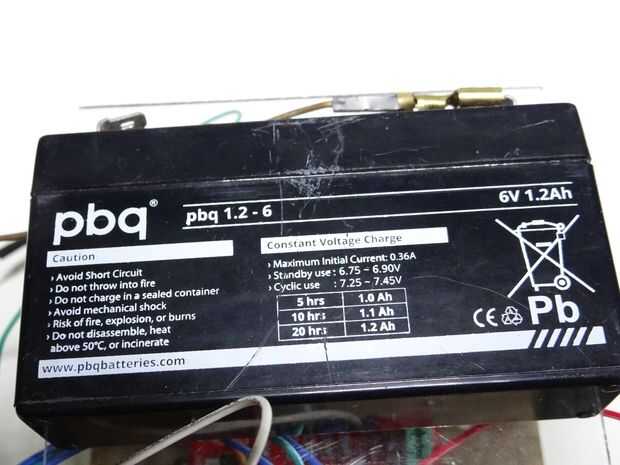 pbq®
pbq 1.2 - 6
6V 1.2Ah
Caution
› Avoid Short Circuit
› Do not throw into fire
› Do not charge in a sealed container
› Avoid mechanical shock
› Risk of fire, explosion, or burns
› Do not disassemble, heat
above 50°C, or incinerate
www.pbqbatteries.com
Constant Voltage Charge
› Maximum Initial Current: 0.36A
› Standby use : 6.75 – 6.90V
› Cyclic use : 7.25 – 7.45V
5 hrs 1.0 Ah
10 hrs 1.1 Ah
20 hrs 1.2 Ah
CE
Pb